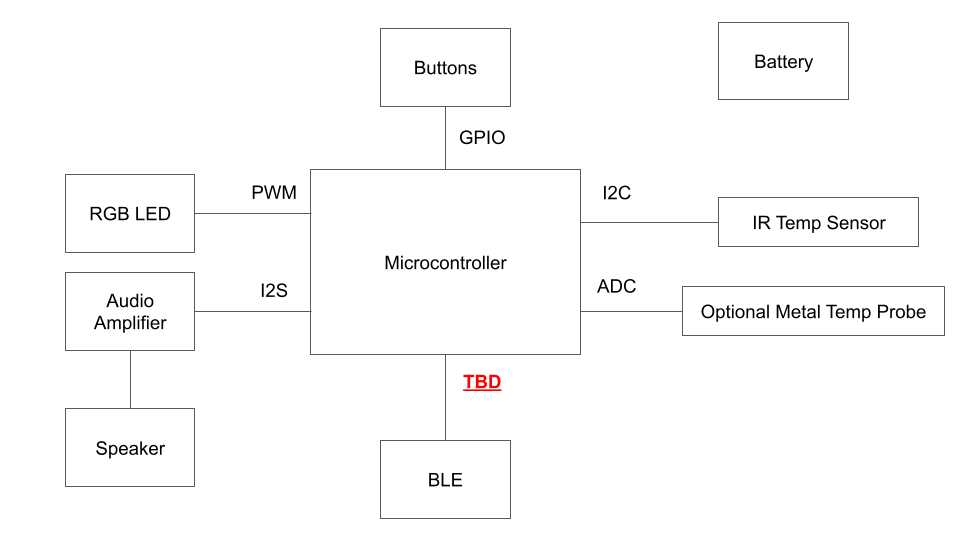 Buttons
Battery
GPIO
PWM
I2C
RGB LED
IR Temp Sensor
Microcontroller
I2S
ADC
Audio
Amplifier
Optional Metal Temp Probe
TBD
Speaker
BLE